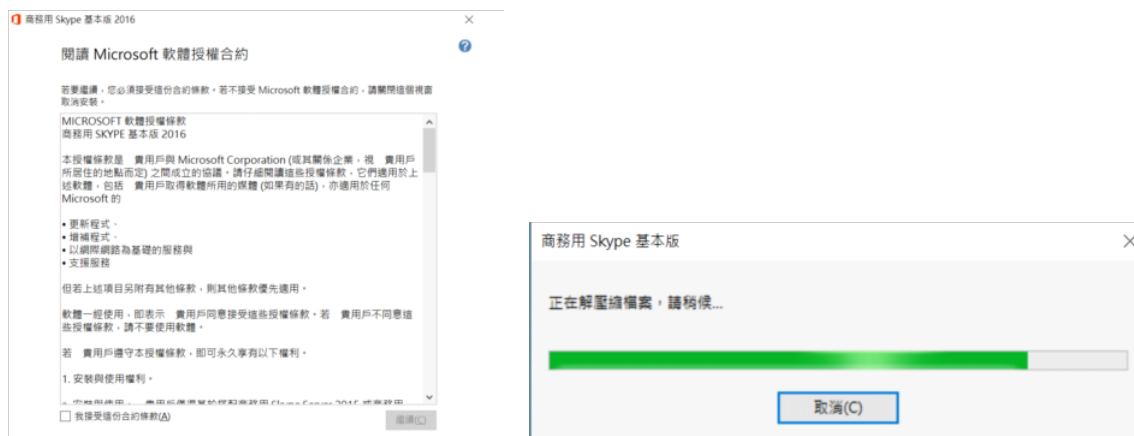 商務用 Skype 基本版 2016
閱讀 Microsoft 軟體授權合約
若要繼續，您必須接受這份合約條款。若不接受 Microsoft 軟體授權合約，請關閉這個視窗
取消安裝。
MICROSOFT 軟體授權條款
商務用 SKYPE 基本版 2016
本授權條款是　貴用戶與 Microsoft Corporation (或其關係企業，視　貴用戶
所居住的地點而定) 之間成立的協議。請仔細閱讀這些授權條款，它們適用於上
述軟體，包括　貴用戶取得軟體所用的媒體 (如果有的話)，亦適用於任何
Microsoft 的
• 更新程式、
• 增補程式、
• 以網際網路為基礎的服務與
• 支援服務
但若上述項目另附有其他條款，則其他條款優先適用。
軟體一經使用，即表示　貴用戶同意接受這些授權條款。若　貴用戶不同意這
些授權條款，請不要使用軟體。
若　貴用戶遵守本授權條款，即可永久享有以下權利。
1. 安裝與使用權利。
我接受這份合約條款(A)
繼續(C)
商務用 Skype 基本版
正在解壓縮檔案，請稍候...
取消(C)